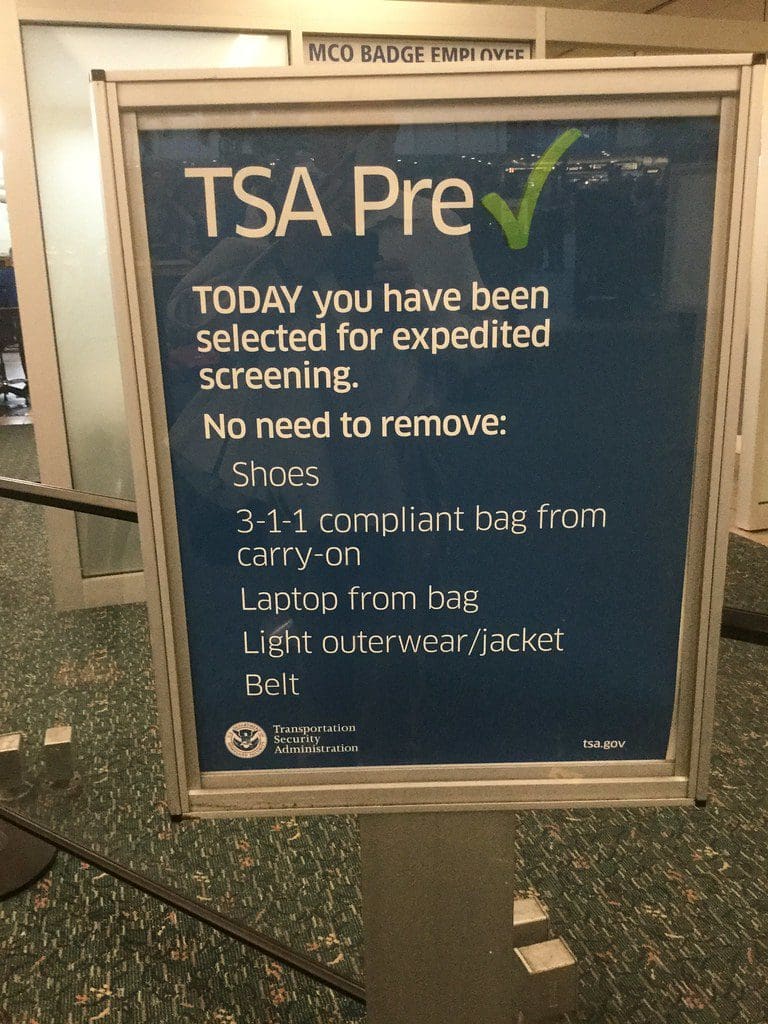 MCO BADGE EMPLOYEE
TSA Pre✓
TODAY you have been
selected for expedited
screening.
No need to remove:
Shoes
3-1-1 compliant bag from
carry-on
Laptop from bag
Light outerwear/jacket
Belt
Transportation
Security
Administration
tsa.gov